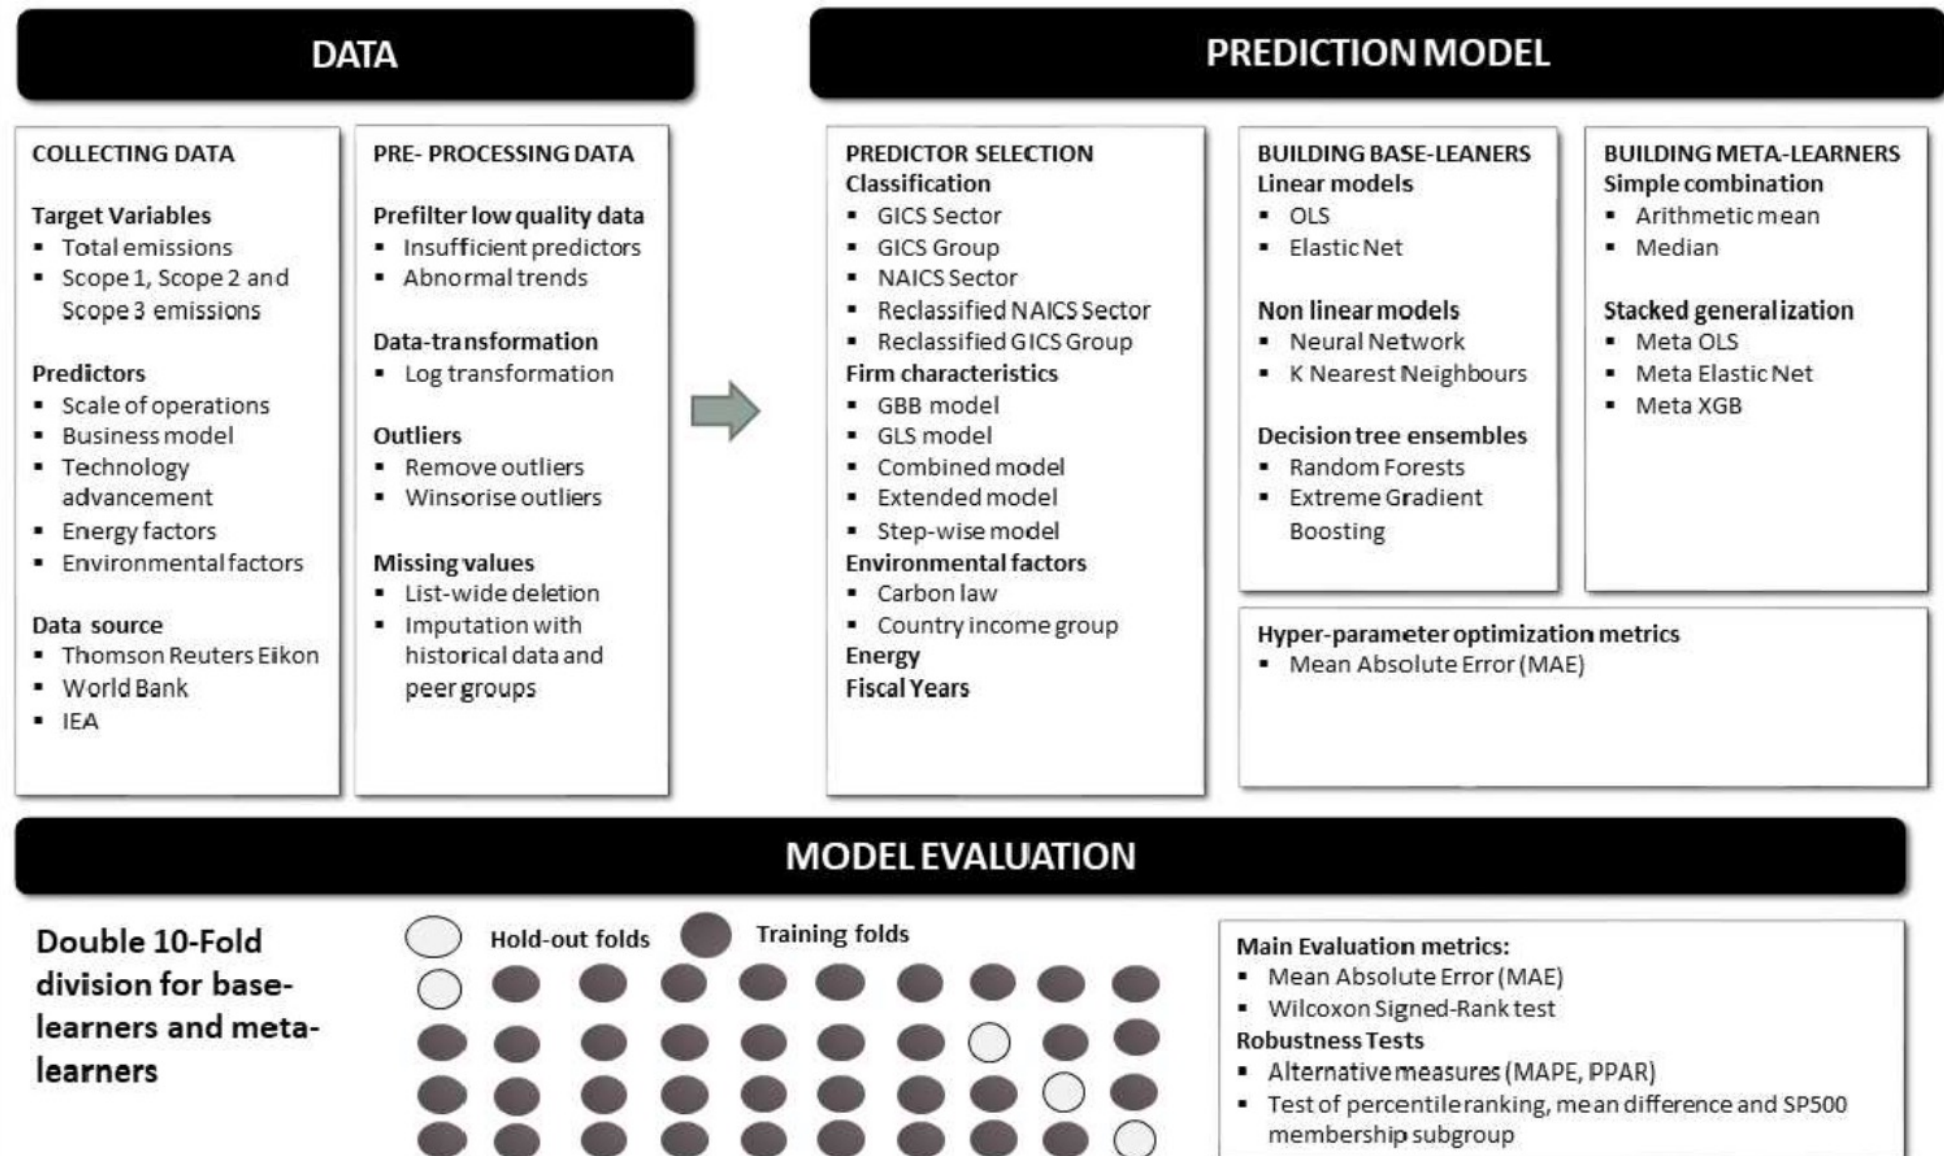 DATA
COLLECTING DATA
Target Variables
▪ Total emissions
▪ Scope 1, Scope 2 and
Scope 3 emissions
Predictors
▪ Scale of operations
▪ Business model
▪ Technology
advancement
▪ Energy factors
▪ Environmental factors
Data source
▪ Thomson Reuters Eikon
▪ World Bank
▪ IEA
PRE- PROCESSING DATA
Prefilter low quality data
▪ Insufficient predictors
▪ Abnormal trends
Data-transformation
▪ Log transformation
Outliers
▪ Remove outliers
▪ Winsorise outliers
Missing values
▪ List-wide deletion
▪ Imputation with
historical data and
peer groups
PREDICTION MODEL
PREDICTOR SELECTION
Classification
▪ GICS Sector
▪ GICS Group
▪ NAICS Sector
▪ Reclassified NAICS Sector
▪ Reclassified GICS Group
Firm characteristics
▪ GBB model
▪ GLS model
▪ Combined model
▪ Extended model
▪ Step-wise model
Environmental factors
▪ Carbon law
▪ Country income group
Energy
Fiscal Years
BUILDING BASE-LEANERS
Linear models
▪ OLS
▪ Elastic Net
Non linear models
▪ Neural Network
▪ K Nearest Neighbours
Decision tree ensembles
▪ Random Forests
▪ Extreme Gradient
Boosting
BUILDING META-LEARNERS
Simple combination
▪ Arithmetic mean
▪ Median
Stacked generalization
▪ Meta OLS
▪ Meta Elastic Net
▪ Meta XGB
Hyper-parameter optimization metrics
▪ Mean Absolute Error (MAE)
MODEL EVALUATION
Double 10-Fold
division for base-
learners and meta-
learners
Hold-out folds
Training folds
Main Evaluation metrics:
▪ Mean Absolute Error (MAE)
▪ Wilcoxon Signed-Rank test
Robustness Tests
▪ Alternative measures (MAPE, PPAR)
▪ Test of percentile ranking, mean difference and SP500
membership subgroup